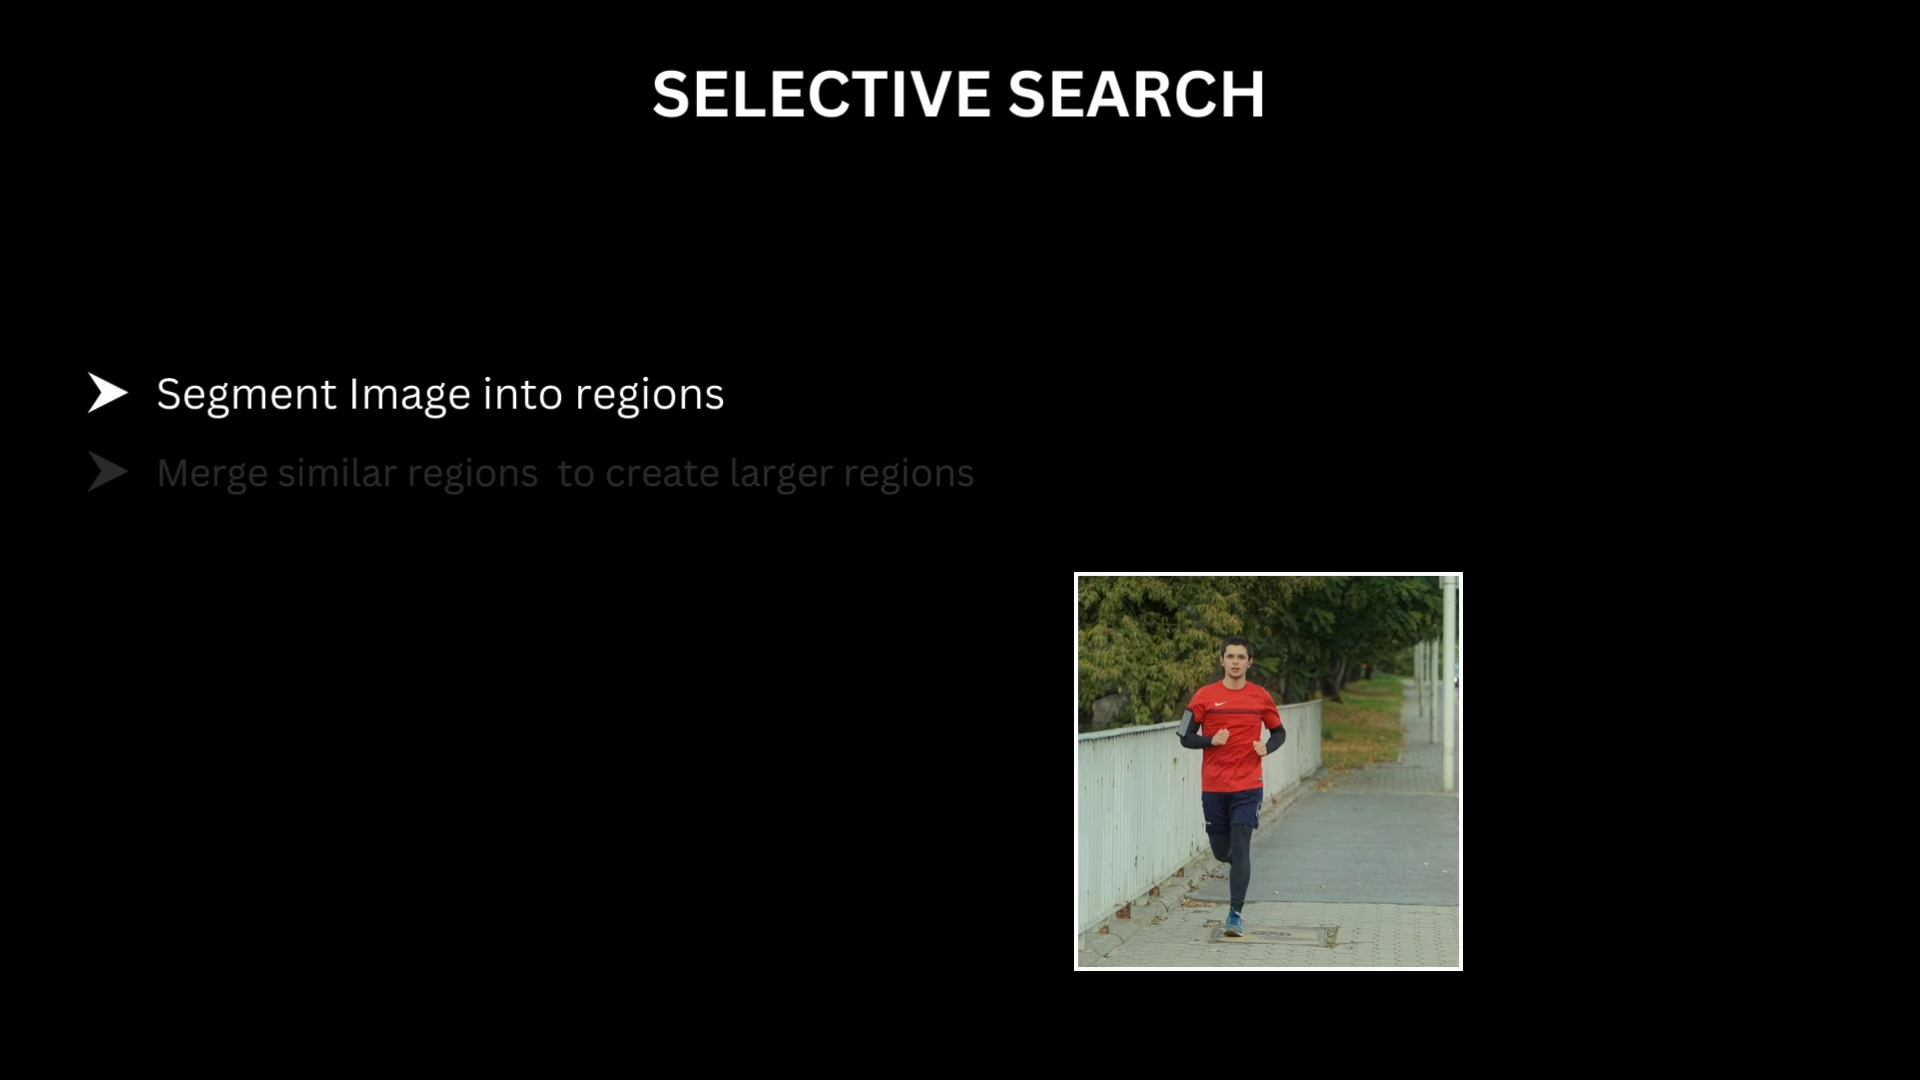 SELECTIVE SEARCH
Segment Image into regions
Merge similar regions to create larger regions